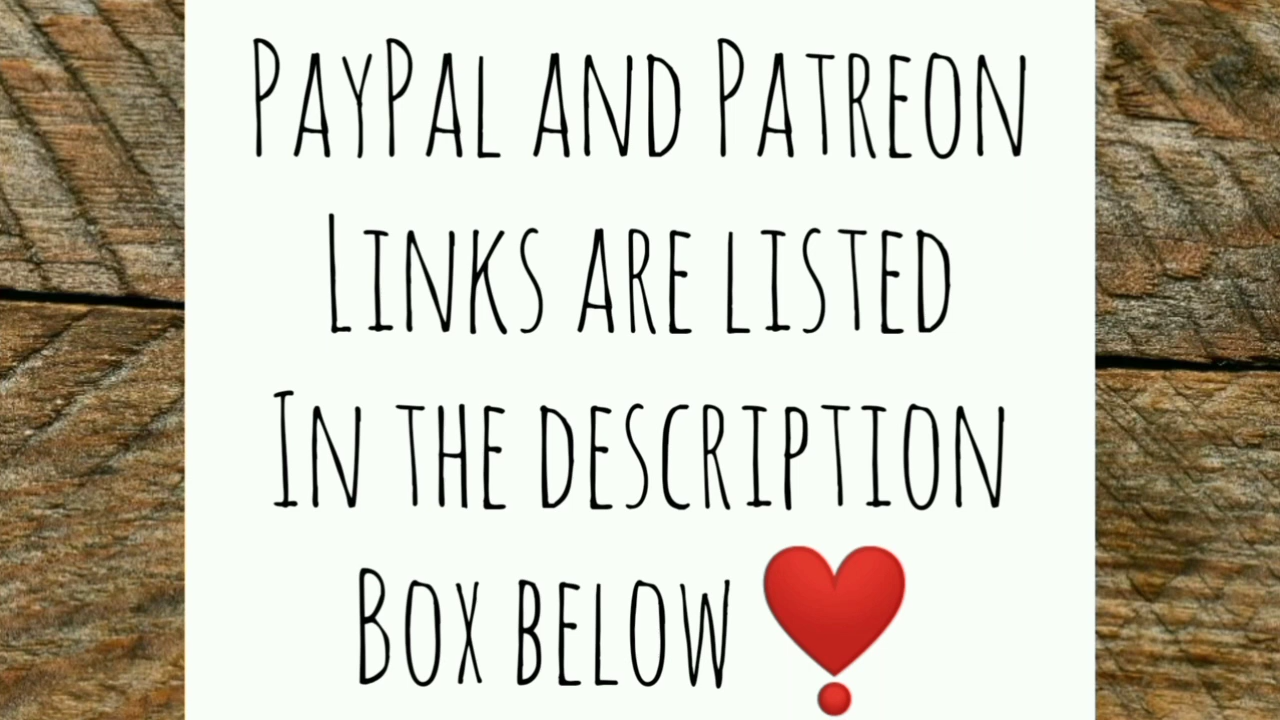 PayPal and Patreon
Links are listed
In the description
Box below ❣